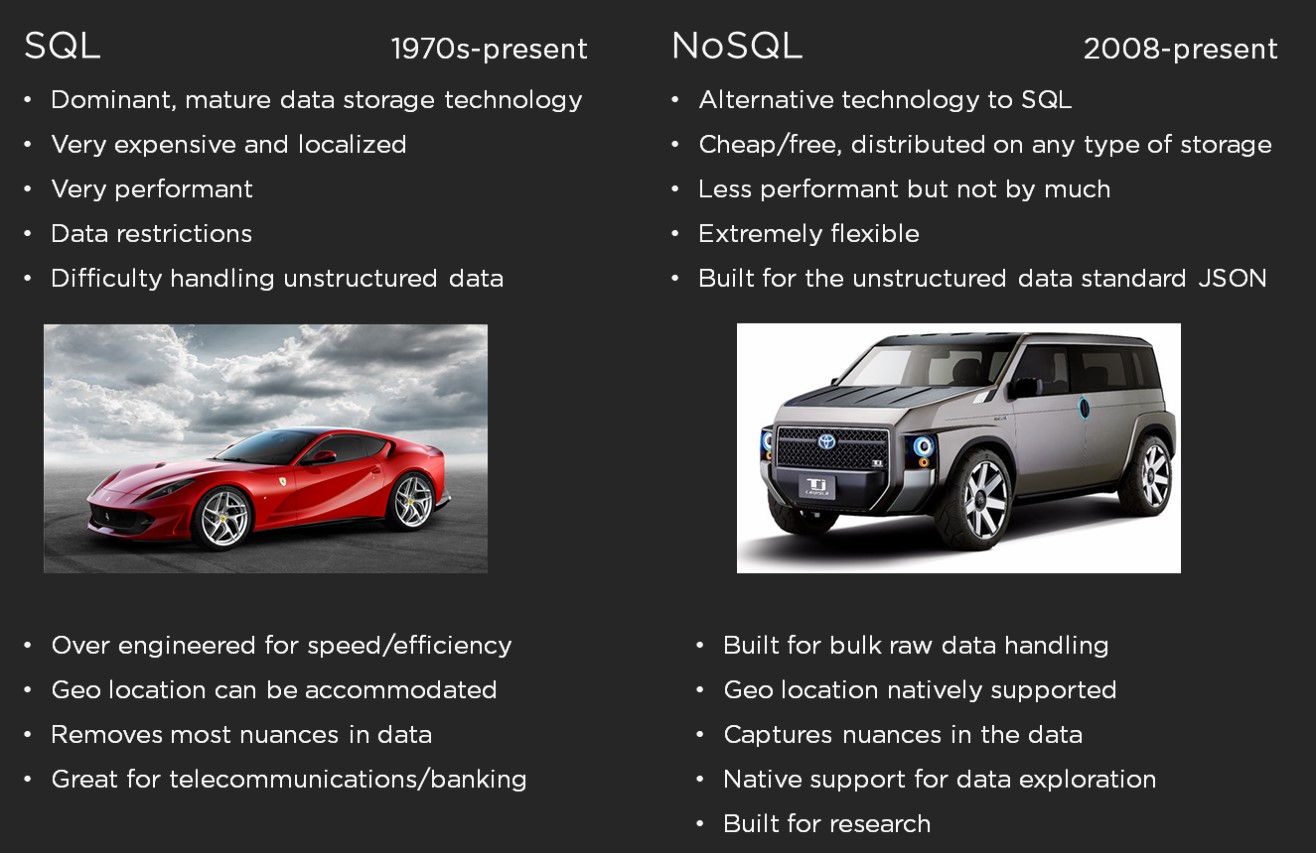 SQL
1970s-present
• Dominant, mature data storage technology
• Very expensive and localized
• Very performant
• Data restrictions
• Difficulty handling unstructured data
• Over engineered for speed/efficiency
• Geo location can be accommodated
• Removes most nuances in data
• Great for telecommunications/banking
NoSQL
2008-present
• Alternative technology to SQL
• Cheap/free, distributed on any type of storage
• Less performant but not by much
• Extremely flexible
• Built for the unstructured data standard JSON
Tj
• Built for bulk raw data handling
• Geo location natively supported
• Captures nuances in the data
• Native support for data exploration
• Built for research